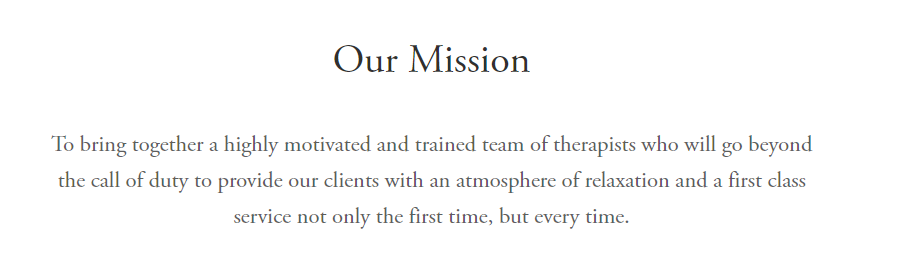 Our Mission
To bring together a highly motivated and trained team of therapists who will go beyond
the call of duty to provide our clients with an atmosphere of relaxation and a first class
service not only the first time, but every time.